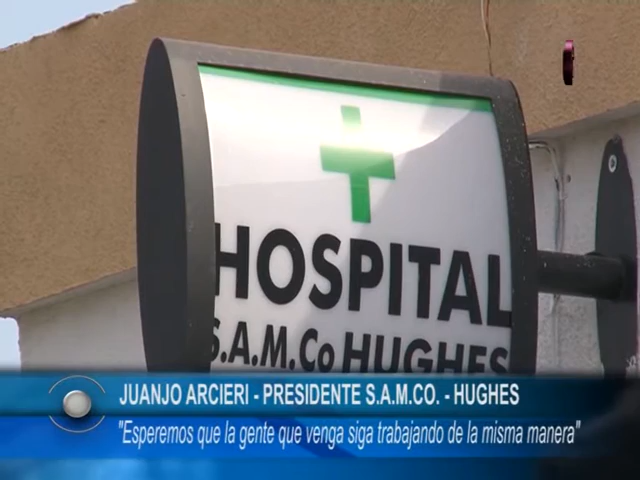 HOSPITAL
S.A.M.Co HUGHES
JUANJO ARCIERI - PRESIDENTE S.A.M.CO. - HUGHES
"Esperemos que la gente que venga siga trabajando de la misma manera"